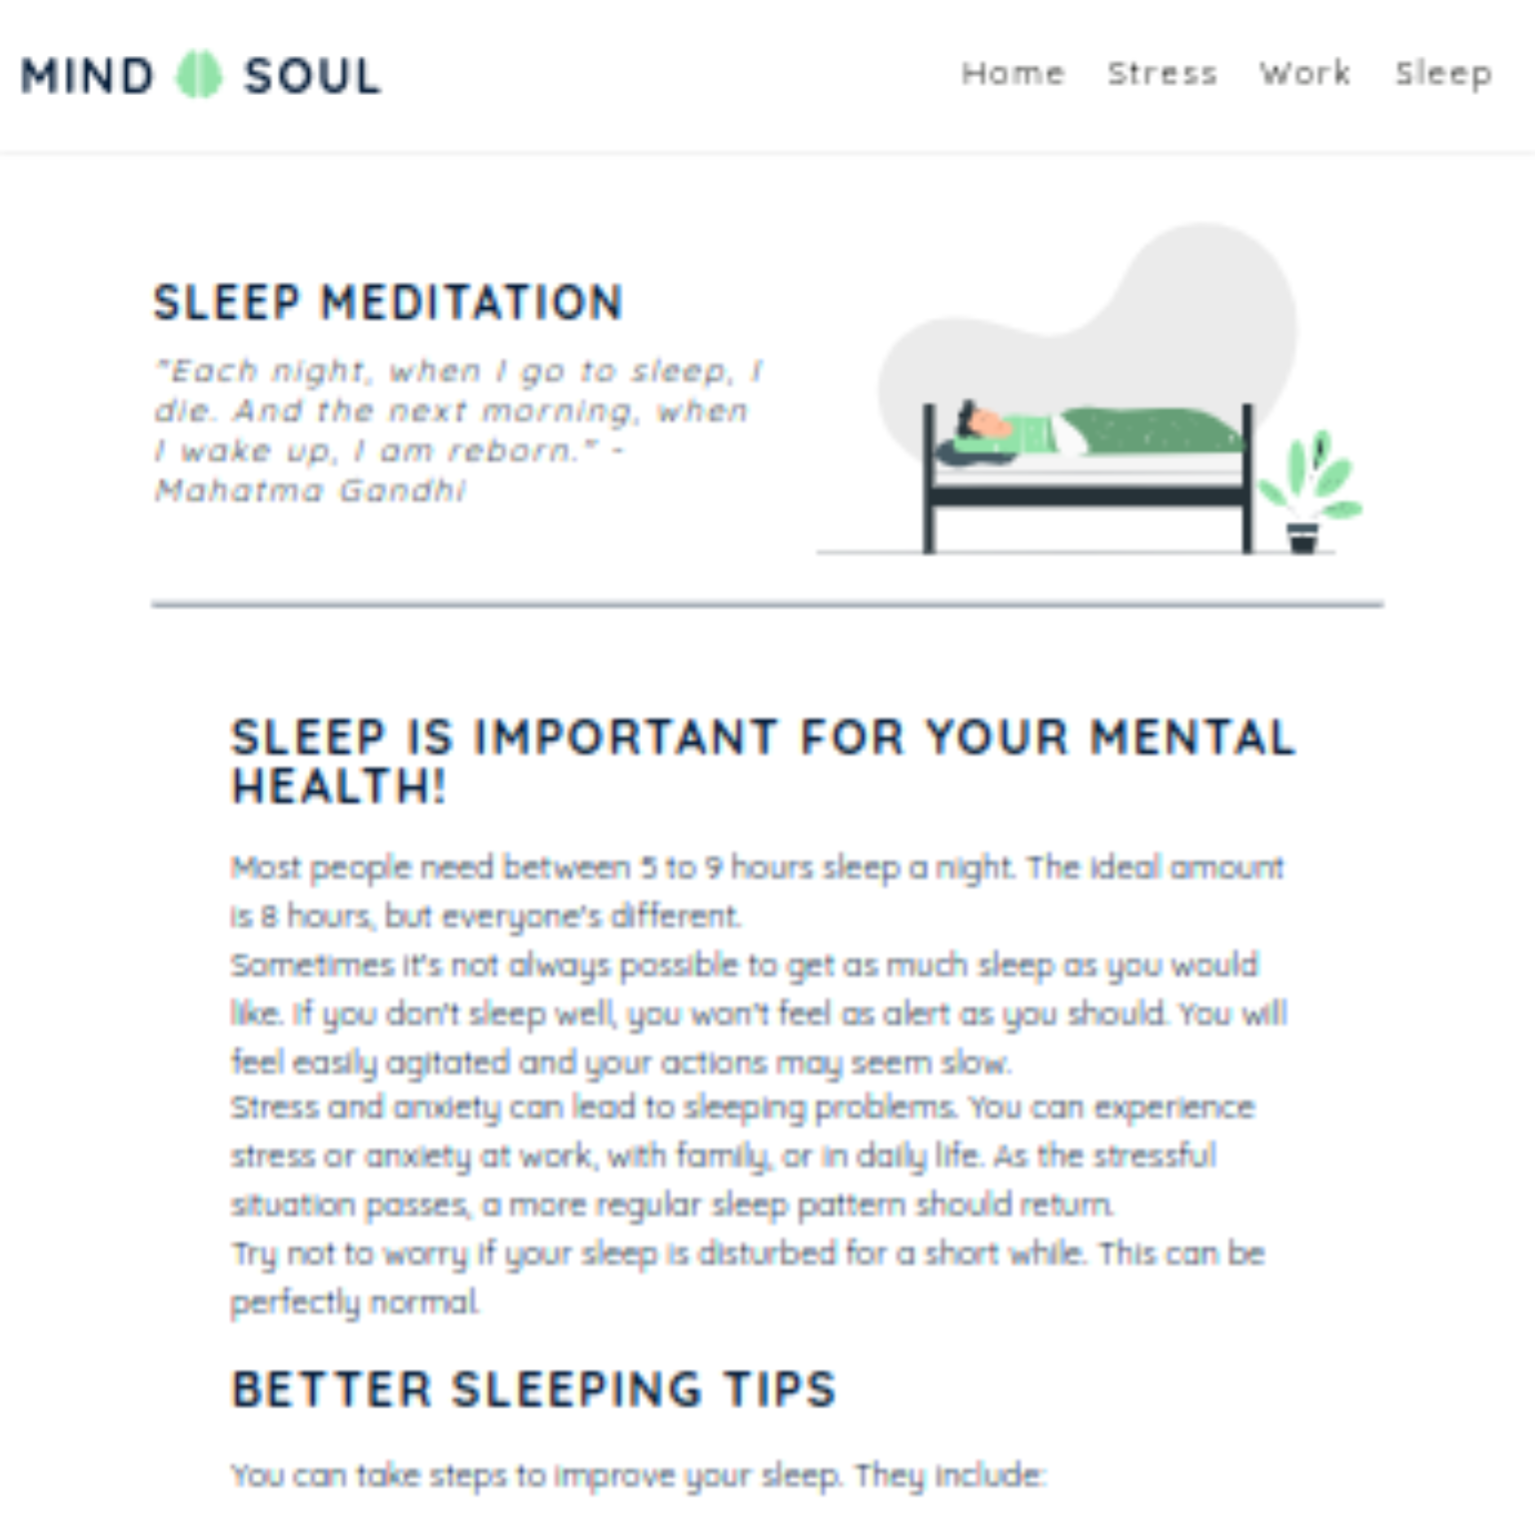 MIND SOUL
Home Stress Work Sleep
SLEEP MEDITATION
"Each night, when I go to sleep, I
die. And the next morning, when
I wake up, I am reborn." -
Mahatma Gandhi
SLEEP IS IMPORTANT FOR YOUR MENTAL
HEALTH!
Most people need between 5 to 9 hours sleep a night. The ideal amount
is 8 hours, but everyone's different.
Sometimes it's not always possible to get as much sleep as you would
like. If you don't sleep well, you won't feel as alert as you should. You will
feel easily agitated and your actions may seem slow.
Stress and anxiety can lead to sleeping problems. You can experience
stress or anxiety at work, with family, or in daily life. As the stressful
situation passes, a more regular sleep pattern should return.
Try not to worry if your sleep is disturbed for a short while. This can be
perfectly normal.
BETTER SLEEPING TIPS
You can take steps to improve your sleep. They include: